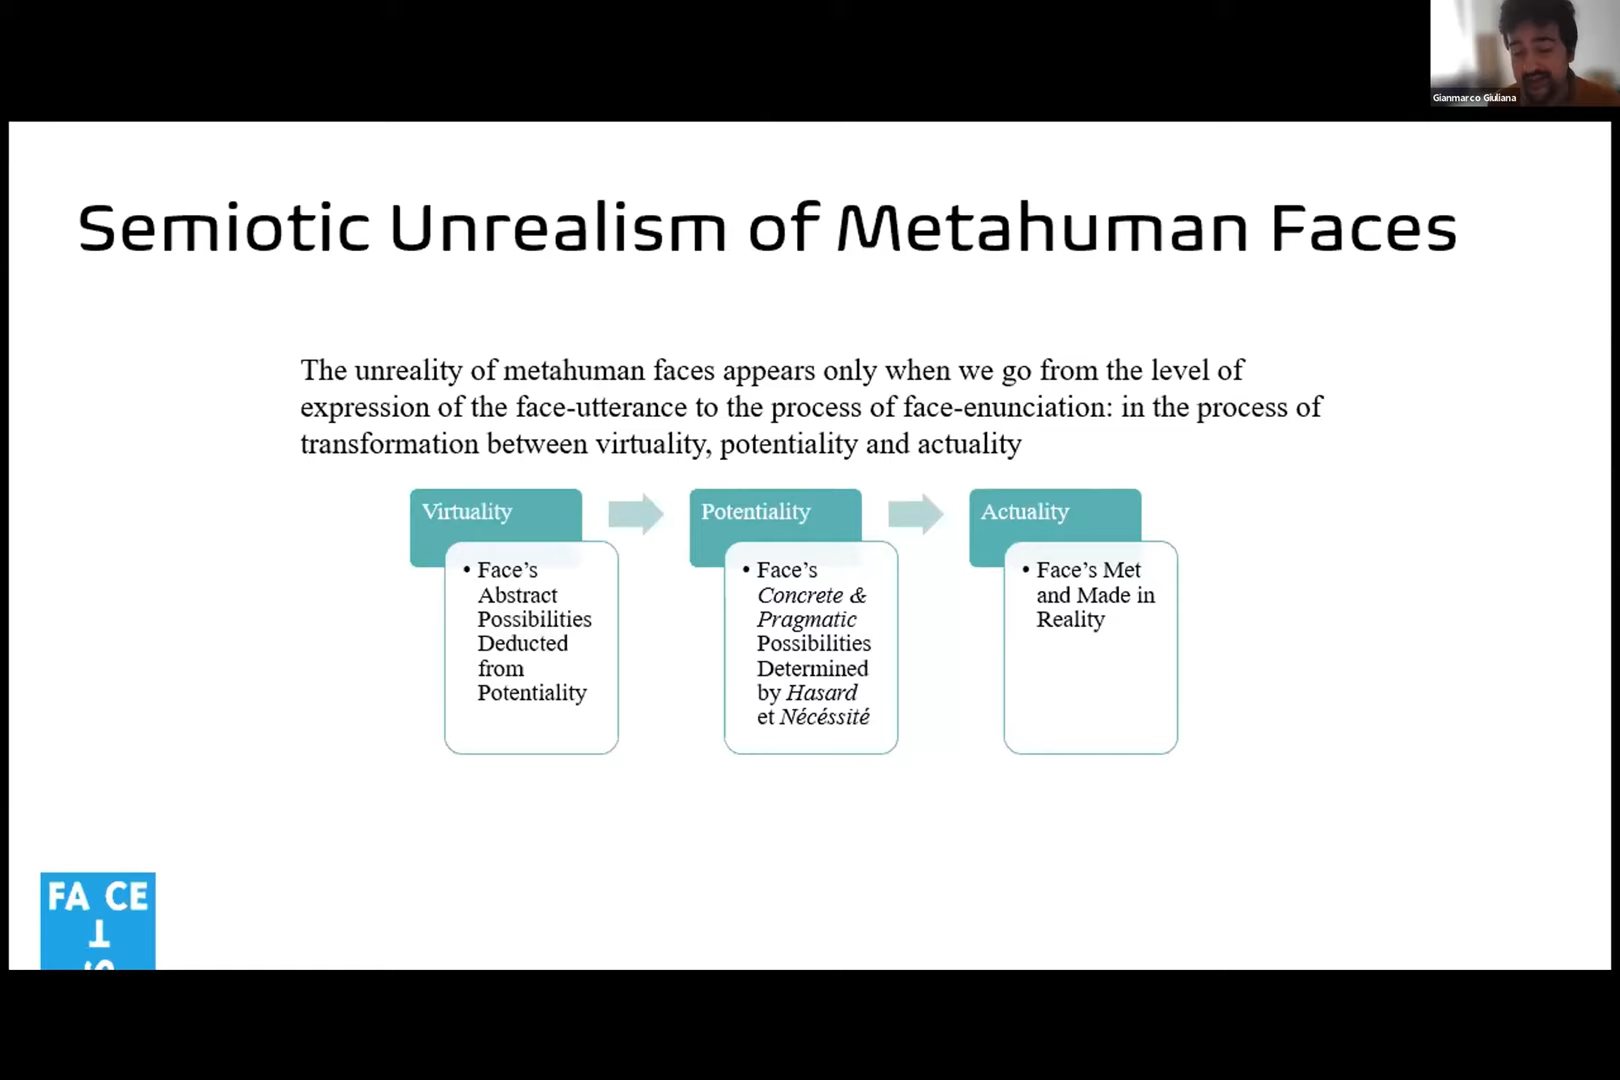 Gianmarco Giuliana
Semiotic Unrealism of Metahuman Faces
The unreality of metahuman faces appears only when we go from the level of
expression of the face-utterance to the process of face-enunciation: in the process of
transformation between virtuality, potentiality and actuality
Virtuality
• Face’s
Abstract
Possibilities
Deducted
from
Potentiality
Potentiality
• Face’s
Concrete &
Pragmatic
Possibilities
Determined
by Hasard
et Nécéssité
Actuality
• Face’s Met
and Made in
Reality
FA CE
T
S